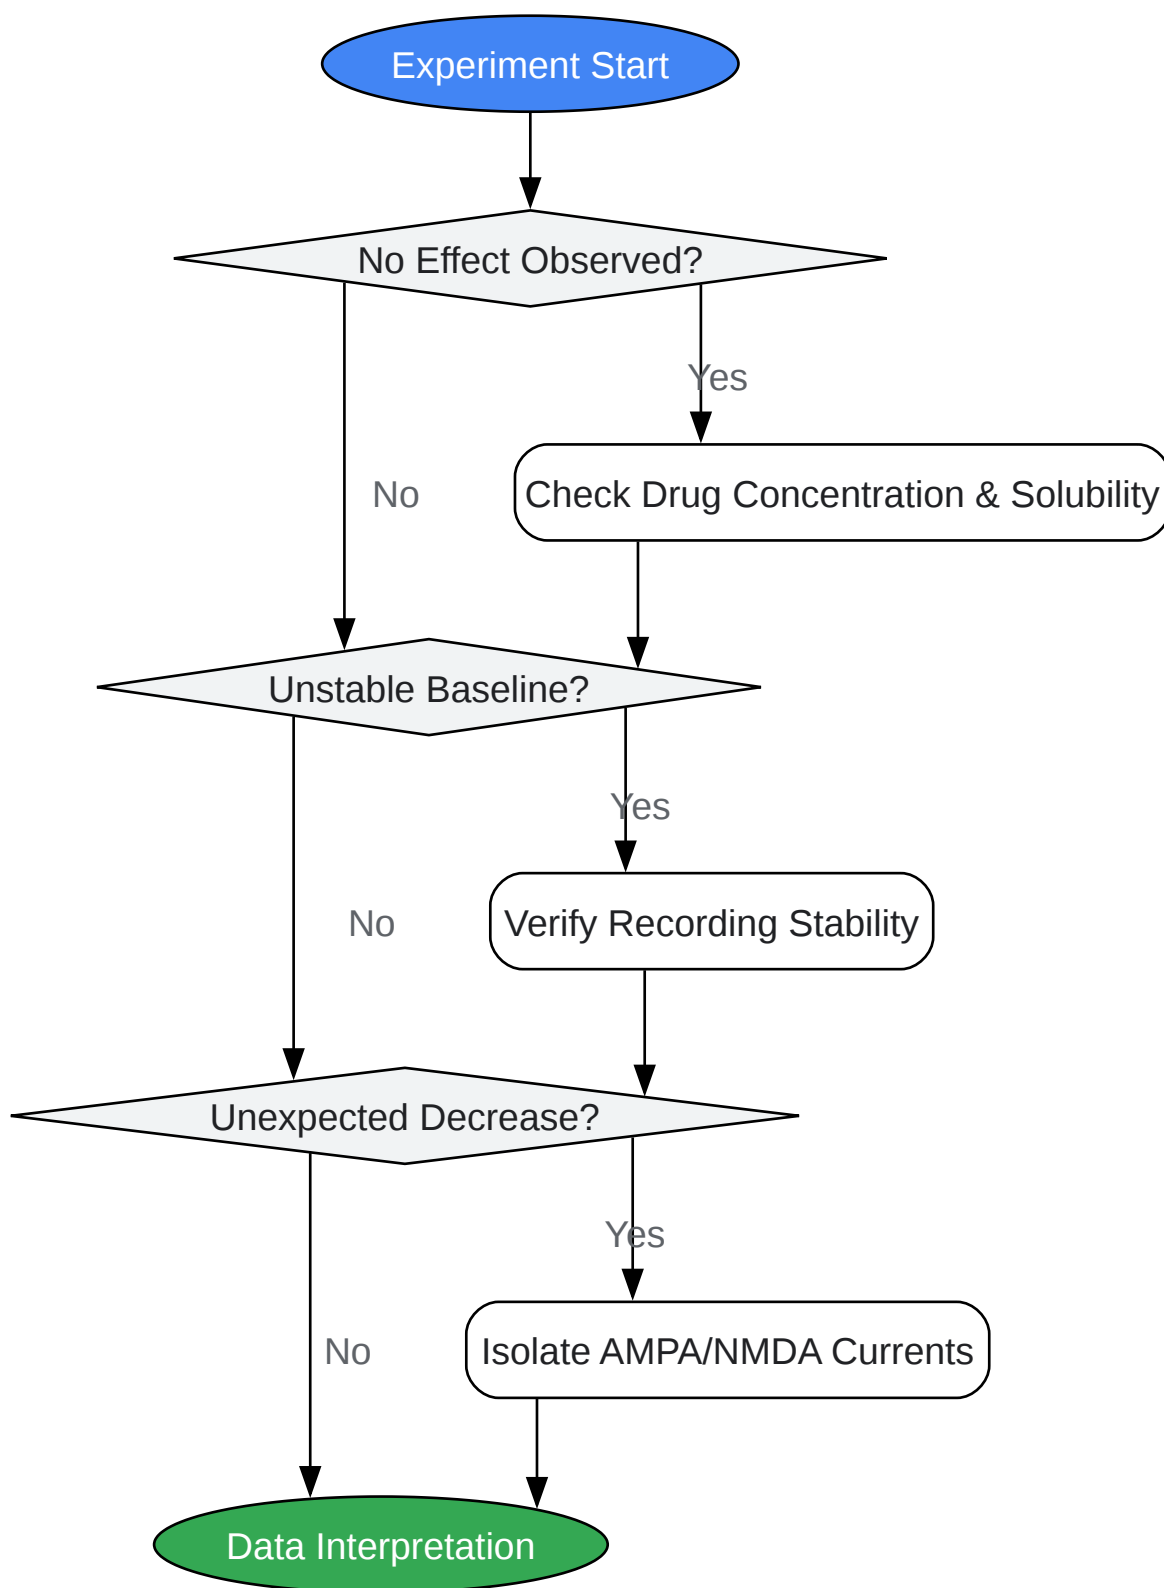 Experiment Start
No Effect Observed?
Yes
No
Check Drug Concentration & Solubility
Unstable Baseline?
Yes
No
Verify Recording Stability
Unexpected Decrease?
Yes
No
Isolate AMPA/NMDA Currents
Data Interpretation